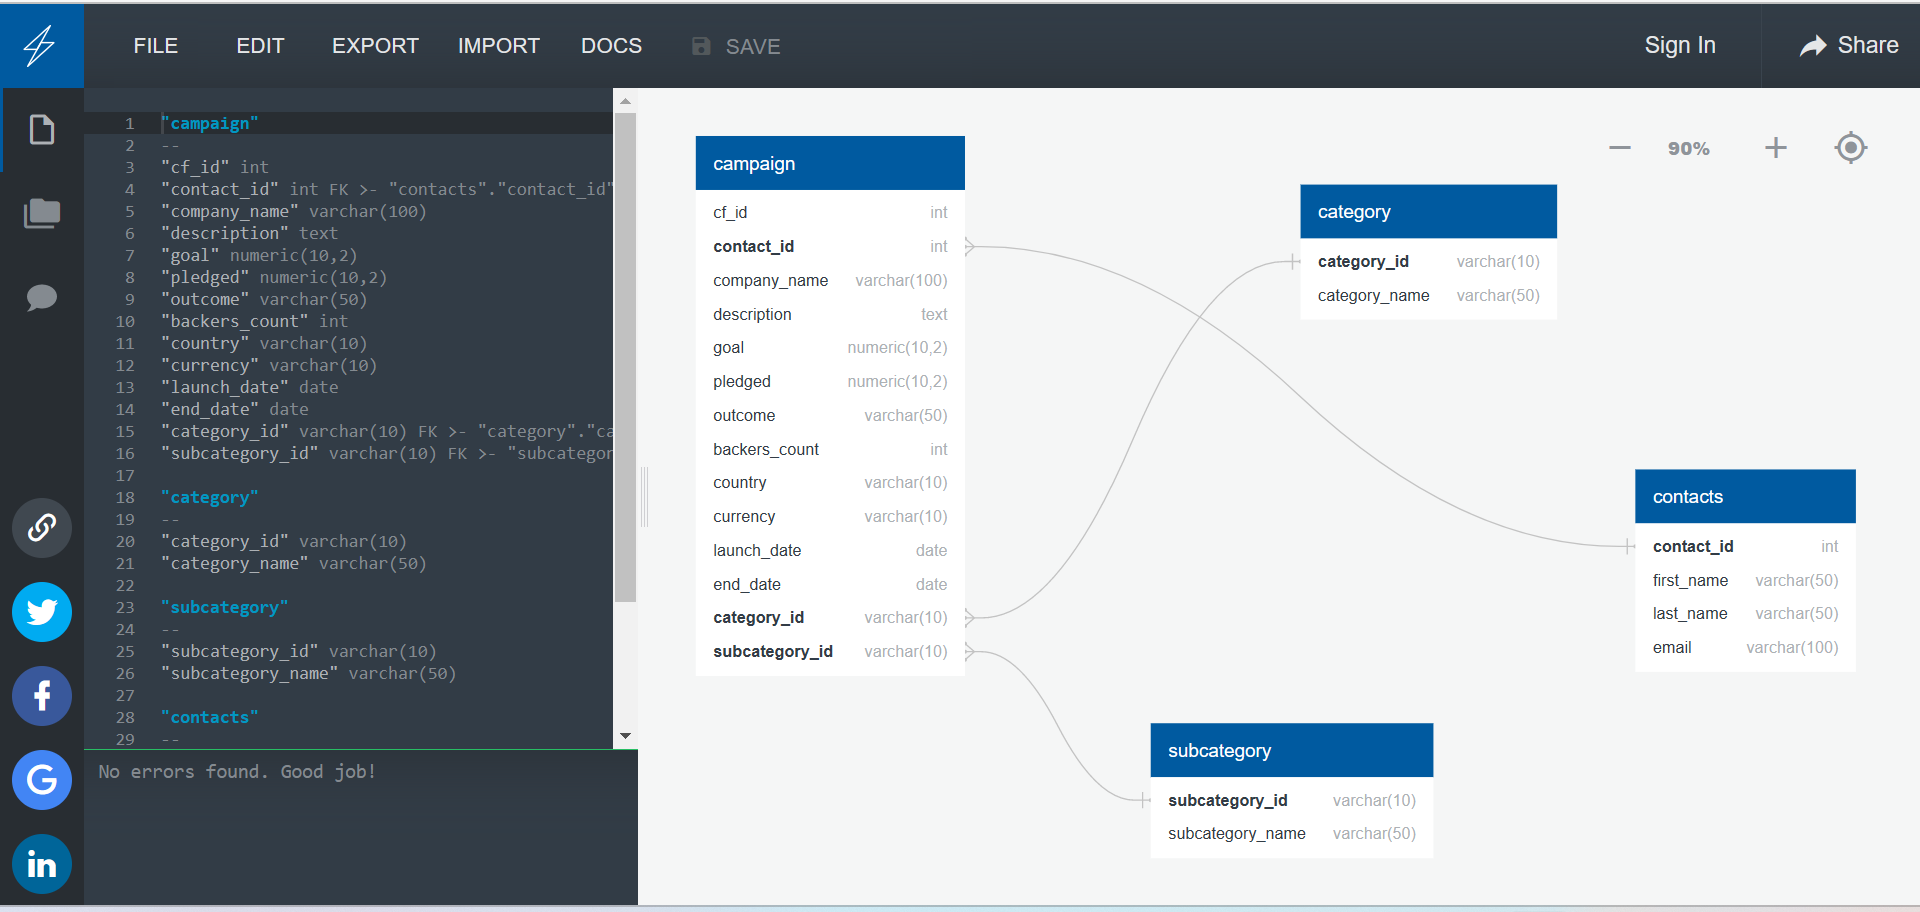 FILE EDIT EXPORT IMPORT DOCS SAVE Sign In Share
1 "campaign"
2 --
3 "cf_id" int
4 "contact_id" int FK >- "contacts"."contact_id"
5 "company_name" varchar(100)
6 "description" text
7 "goal" numeric(10,2)
8 "pledged" numeric(10,2)
9 "outcome" varchar(50)
10 "backers_count" int
11 "country" varchar(10)
12 "currency" varchar(10)
13 "launch_date" date
14 "end_date" date
15 "category_id" varchar(10) FK >- "category"."ca
16 "subcategory_id" varchar(10) FK >- "subcategor
17
18 "category"
19 --
20 "category_id" varchar(10)
21 "category_name" varchar(50)
22
23 "subcategory"
24 --
25 "subcategory_id" varchar(10)
26 "subcategory_name" varchar(50)
27
28 "contacts"
29 --
No errors found. Good job!
90%
campaign
cf_id int
contact_id int
company_name varchar(100)
description text
goal numeric(10,2)
pledged numeric(10,2)
outcome varchar(50)
backers_count int
country varchar(10)
currency varchar(10)
launch_date date
end_date date
category_id varchar(10)
subcategory_id varchar(10)
category
category_id varchar(10)
category_name varchar(50)
contacts
contact_id int
first_name varchar(50)
last_name varchar(50)
email varchar(100)
subcategory
subcategory_id varchar(10)
subcategory_name varchar(50)
f
G
in